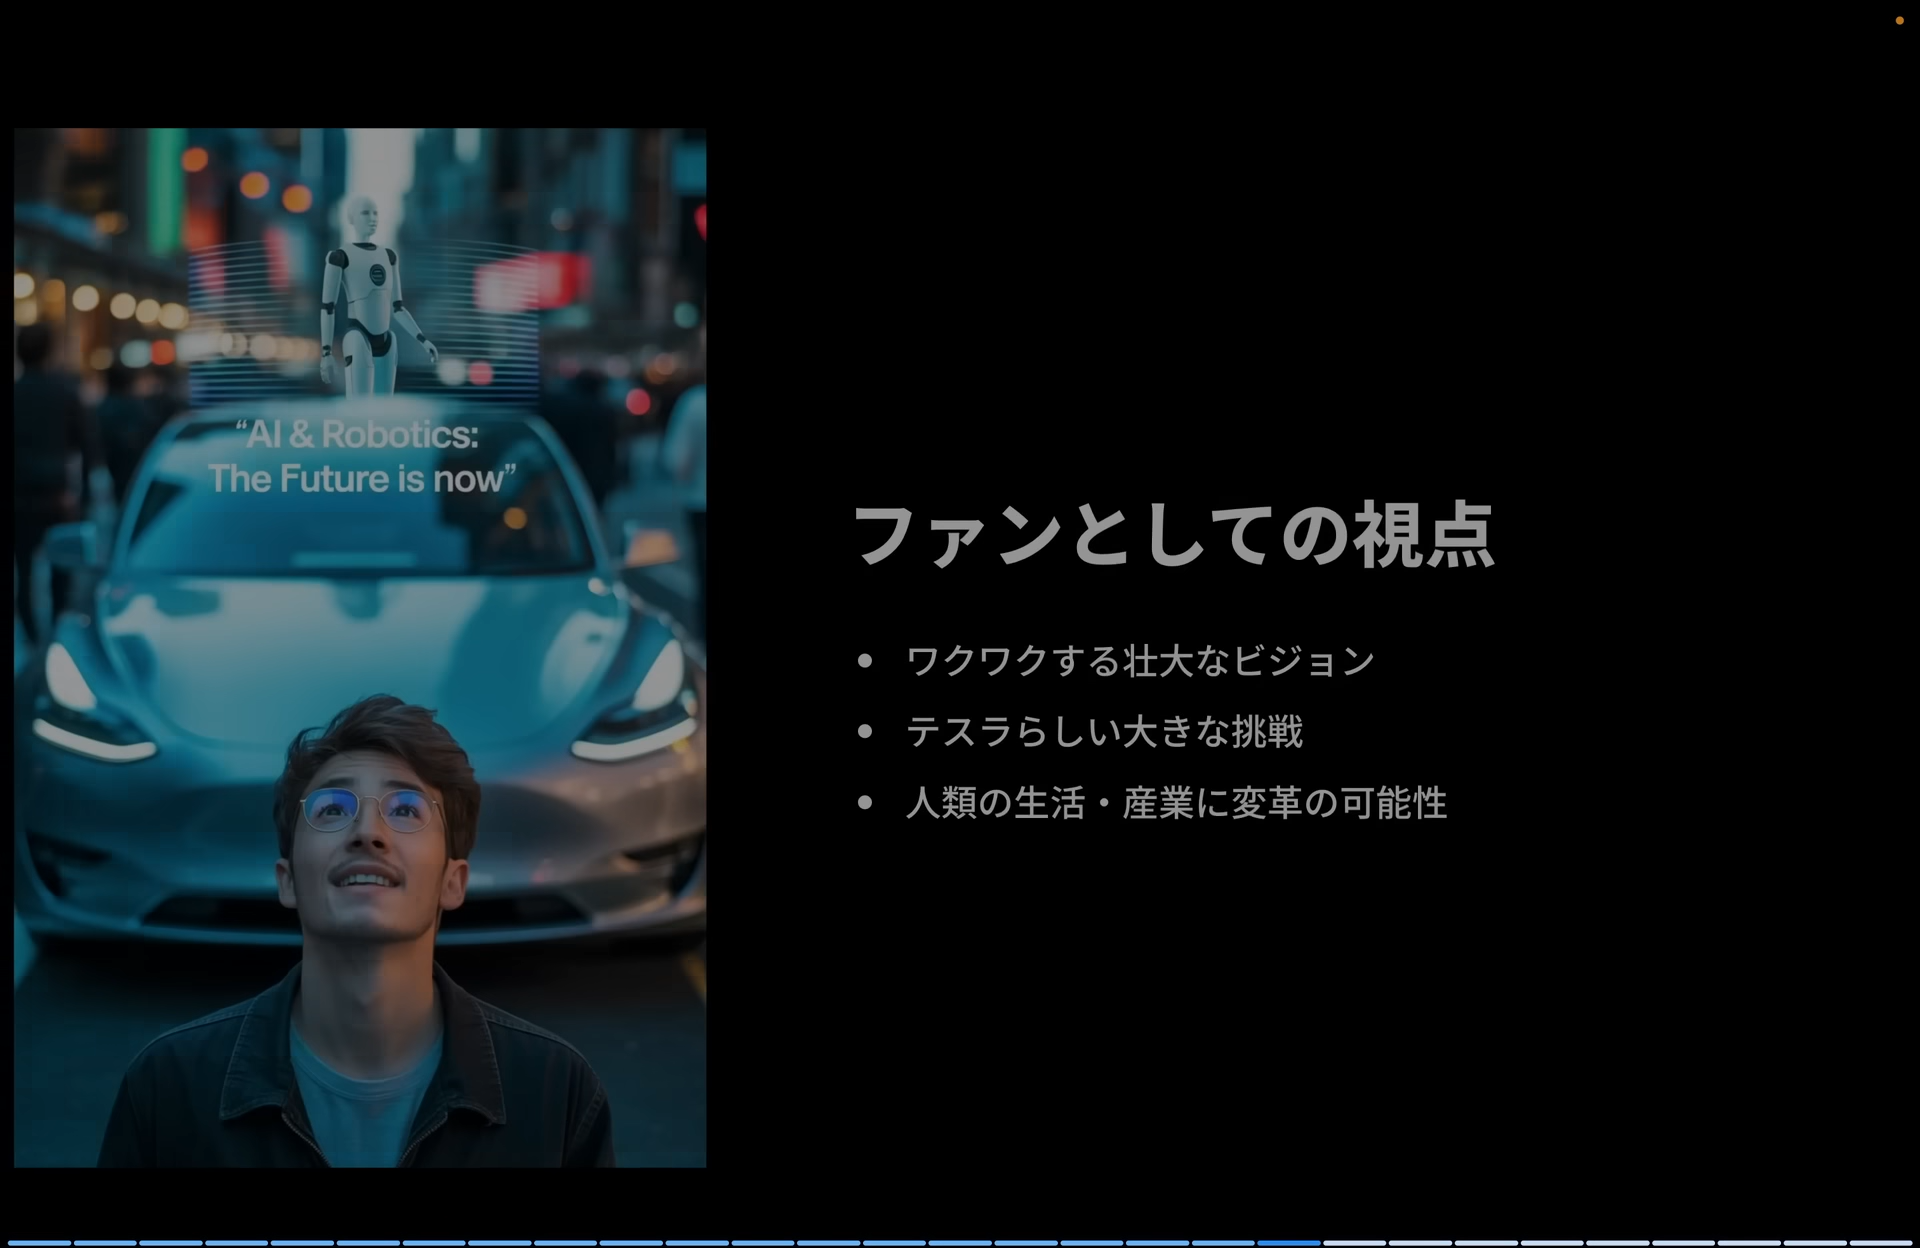 “AI & Robotics:
The Future is now”
ファンとしての視点
• ワクワクする壮大なビジョン
• テスラらしい大きな挑戦
• 人類の生活・産業に変革の可能性